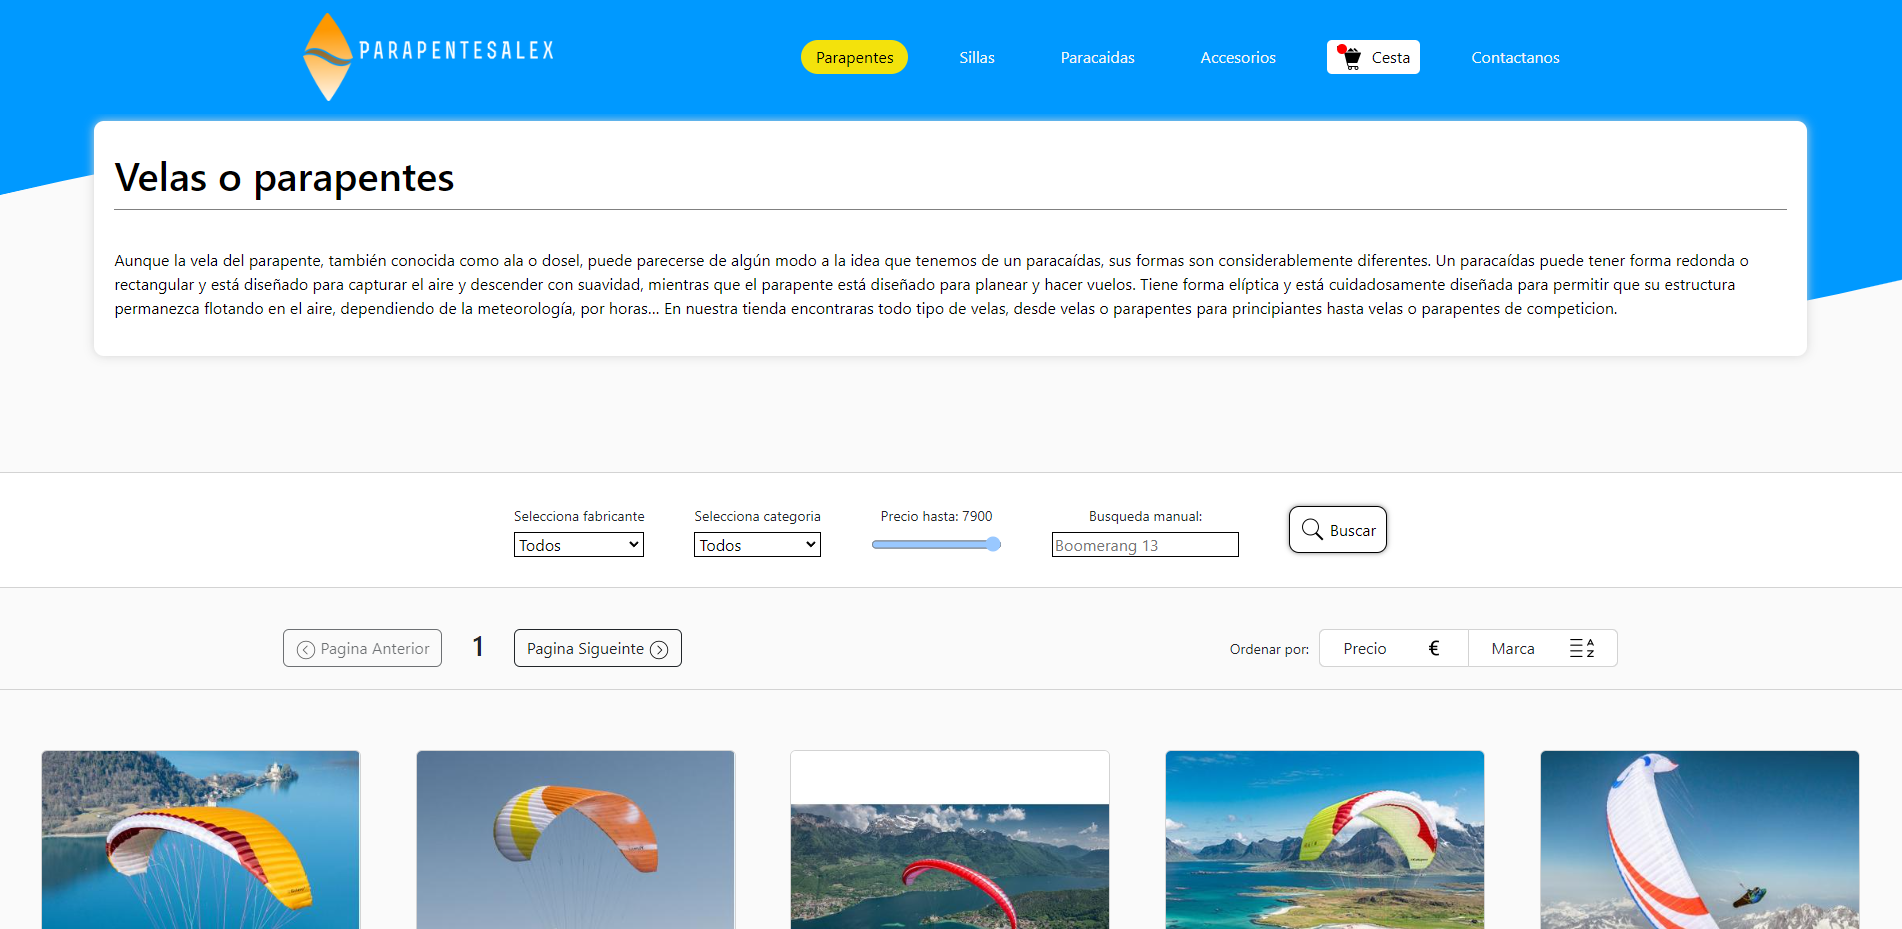 PARAPENTESALEX
Parapentes
Sillas
Paracaidas
Accesorios
Cesta
Contactanos
Velas o parapentes
Aunque la vela del parapente, también conocida como ala o dosel, puede parecerse de algún modo a la idea que tenemos de un paracaídas, sus formas son considerablemente diferentes. Un paracaídas puede tener forma redonda o
rectangular y está diseñado para capturar el aire y descender con suavidad, mientras que el parapente está diseñado para planear y hacer vuelos. Tiene forma elíptica y está cuidadosamente diseñada para permitir que su estructura
permanezca flotando en el aire, dependiendo de la meteorología, por horas... En nuestra tienda encontraras todo tipo de velas, desde velas o parapentes para principiantes hasta velas o parapentes de competicion.
Selecciona fabricante
Todos
Selecciona categoria
Todos
Precio hasta: 7900
Busqueda manual:
Boomerang 13
Buscar
Pagina Anterior
1
Pagina Sigueinte
Ordenar por:
Precio €
Marca
A
Z